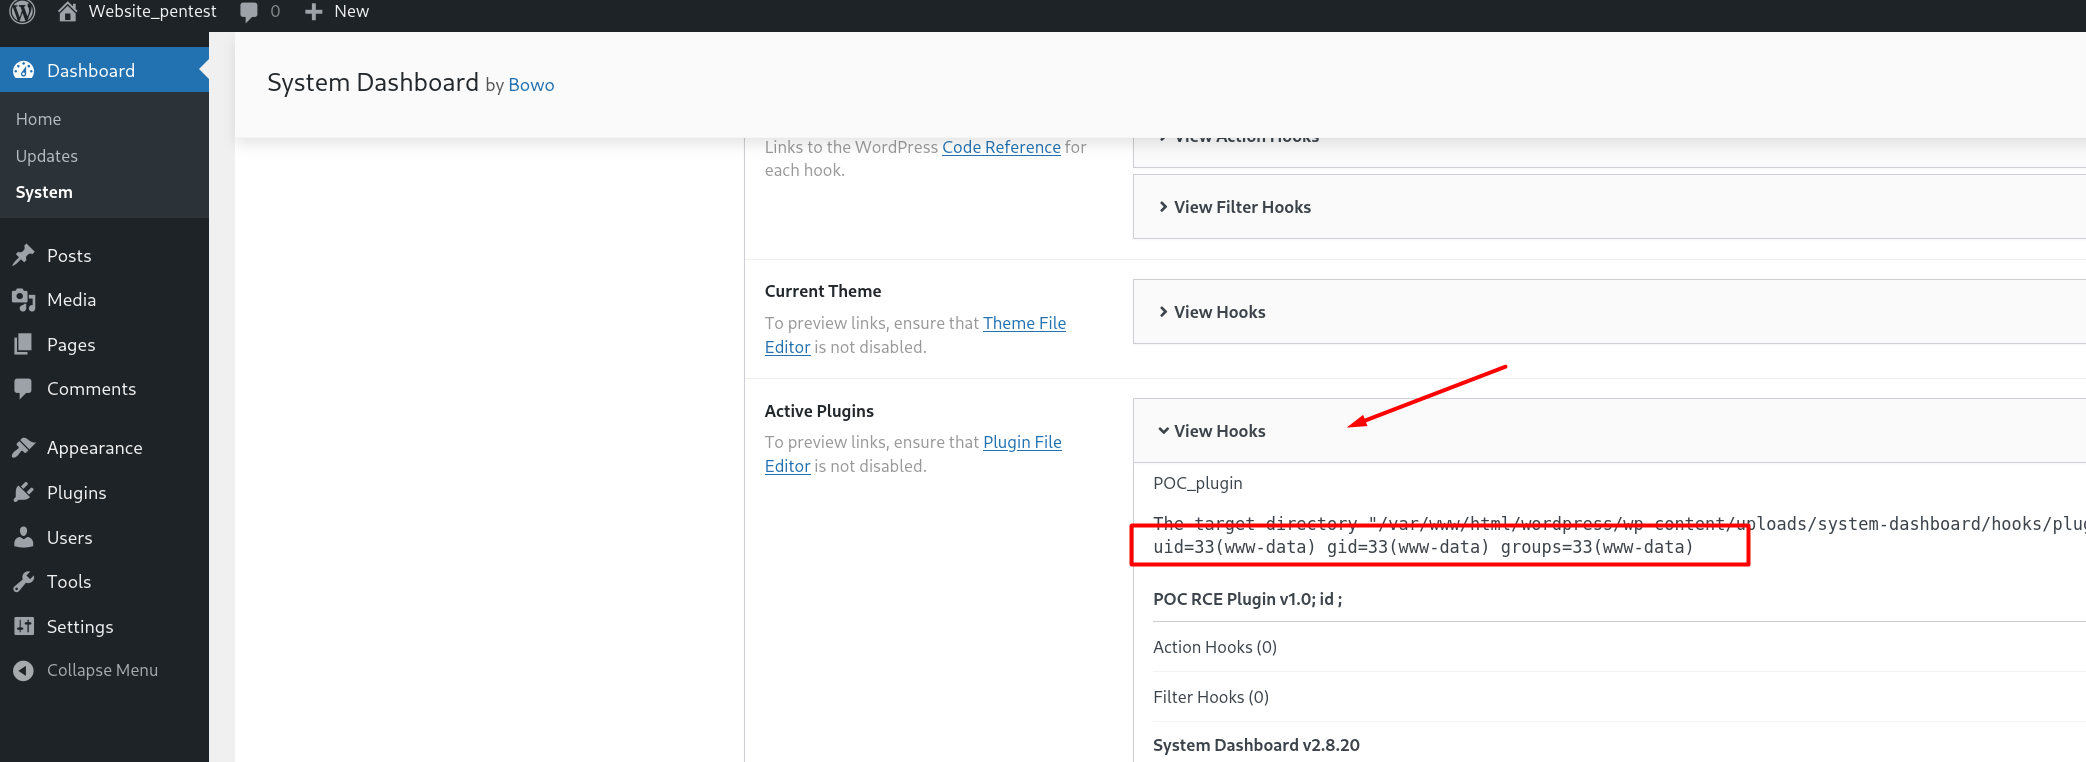 Website_pentest 0 New
Dashboard
Home
Updates
System
Posts
Media
Pages
Comments
Appearance
Plugins
Users
Tools
Settings
Collapse Menu
System Dashboard by Bowo
Links to the WordPress Code Reference for
each hook.
View Action Hooks
View Filter Hooks
Current Theme
To preview links, ensure that Theme File
Editor is not disabled.
View Hooks
Active Plugins
To preview links, ensure that Plugin File
Editor is not disabled.
View Hooks
POC_plugin
The target directory "/var/www/html/wordpress/wp-content/uploads/system-dashboard/hooks/plug
uid=33(www-data) gid=33(www-data) groups=33(www-data)
POC RCE Plugin v1.0; id ;
Action Hooks (0)
Filter Hooks (0)
System Dashboard v2.8.20